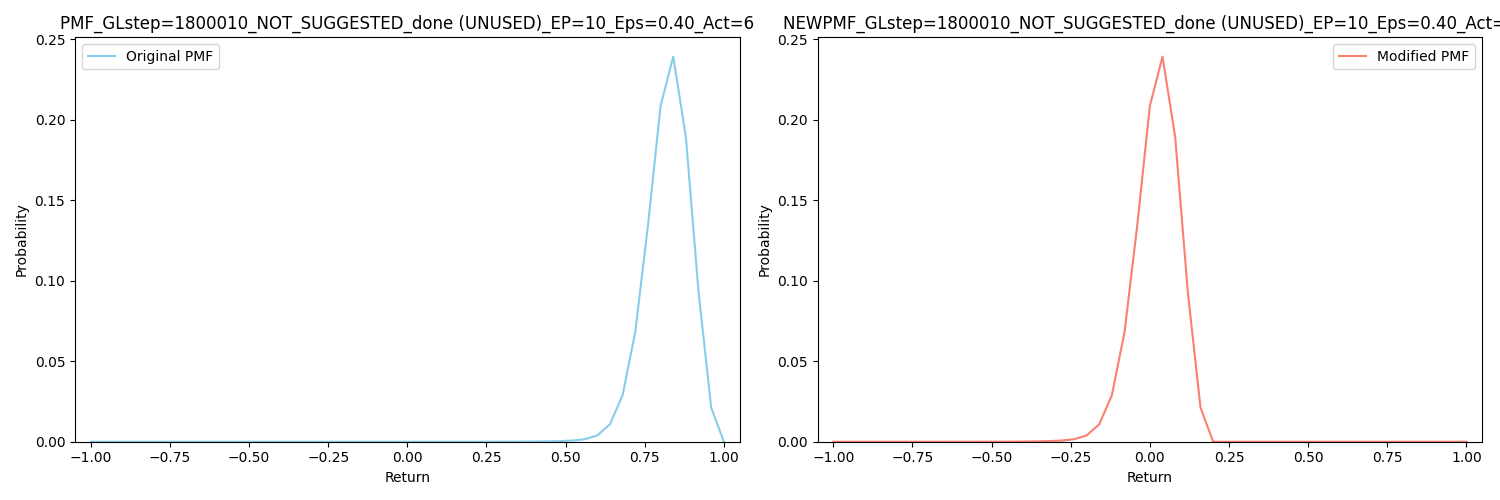 PMF_GLstep=1800010_NOT_SUGGESTED_done (UNUSED)_EP=10_Eps=0.40_Act=6
Original PMF
Probability
0.25
0.20
0.15
0.10
0.05
0.00
−1.00 −0.75 −0.50 −0.25 0.00 0.25 0.50 0.75 1.00
Return
NEWPMF_GLstep=1800010_NOT_SUGGESTED_done (UNUSED)_EP=10_Eps=0.40_Act=
Modified PMF
Probability
0.25
0.20
0.15
0.10
0.05
0.00
−1.00 −0.75 −0.50 −0.25 0.00 0.25 0.50 0.75 1.00
Return